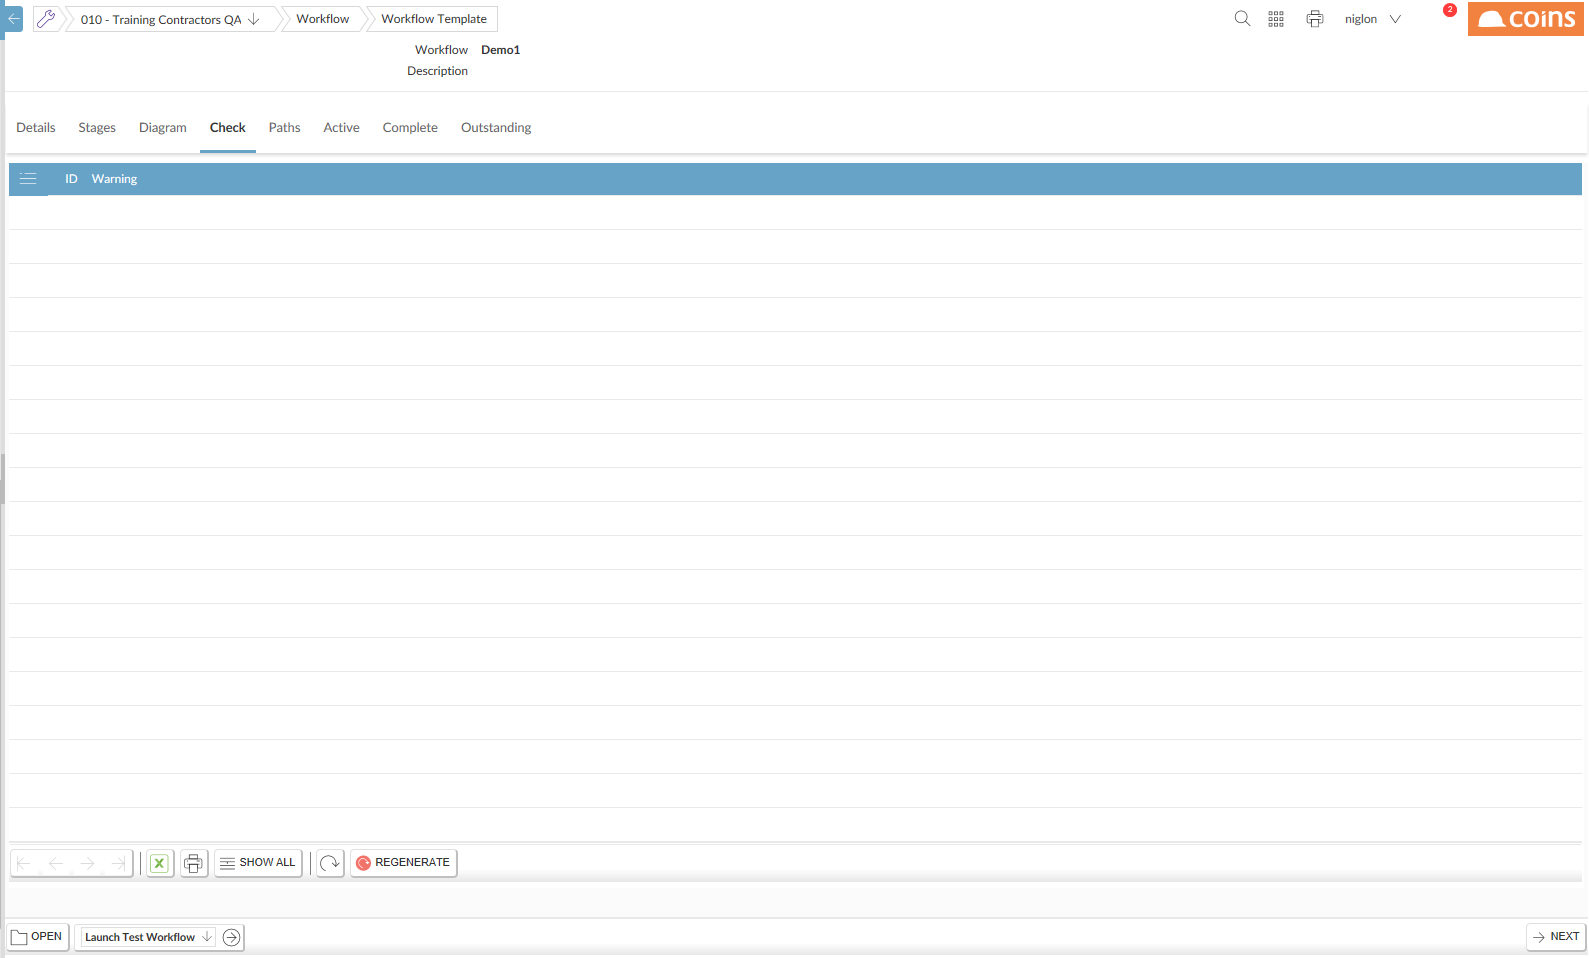 010 - Training Contractors QA Workflow Workflow Template niglon 2 coins
Workflow Demo1
Description
Details Stages Diagram Check Paths Active Complete Outstanding
ID Warning
SHOW ALL REGENERATE
OPEN Launch Test Workflow NEXT